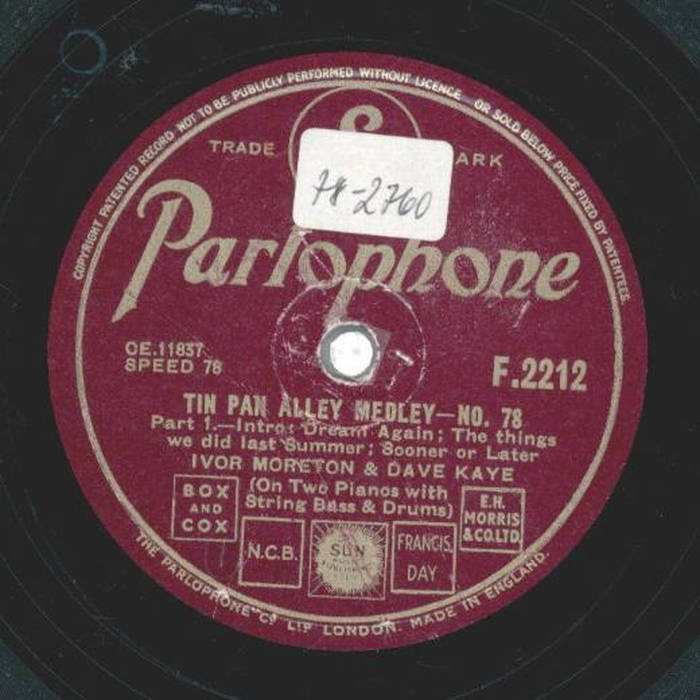 COPYRIGHT PATENTED RECORD NOT TO BE PUBLICLY PERFORMED WITHOUT LICENCE OR SOLD BELOW PRICE FIXED BY PATENTEES.
TRADE ARK
78-2760
Parlophone
CE.11837
SPEED 78
F.2212
TIN PAN ALLEY MEDLEY—NO. 78
Part 1.—Intro: Dream Again; The things
we did last Summer; Sooner or Later
IVOR MORETON & DAVE KAYE
(On Two Pianos with
String Bass & Drums)
BOX
AND
COX
N.C.B.
SUN
FRANCIS,
DAY
E.H.
MORRIS
& CO.LTD.
THE PARLOPHONE CO LTD LONDON. MADE IN ENGLAND.